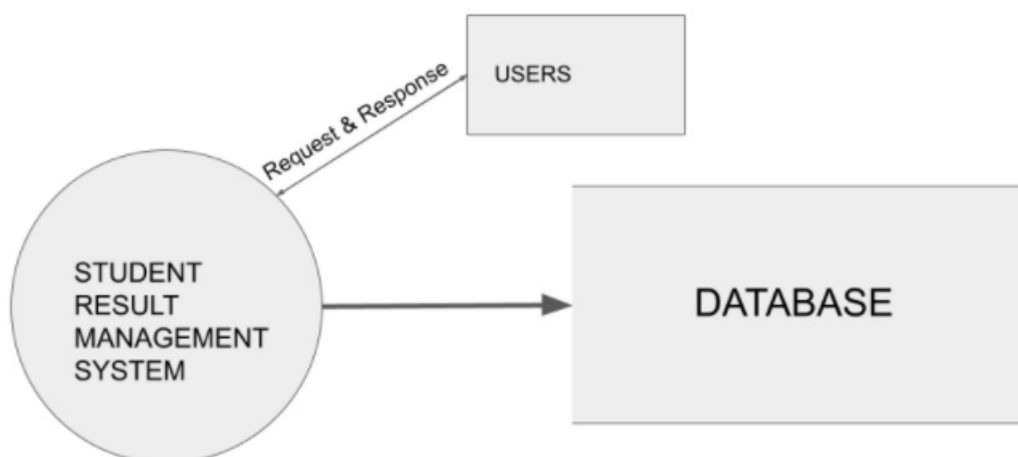 USERS
Request & Response
STUDENT
RESULT
MANAGEMENT
SYSTEM
DATABASE